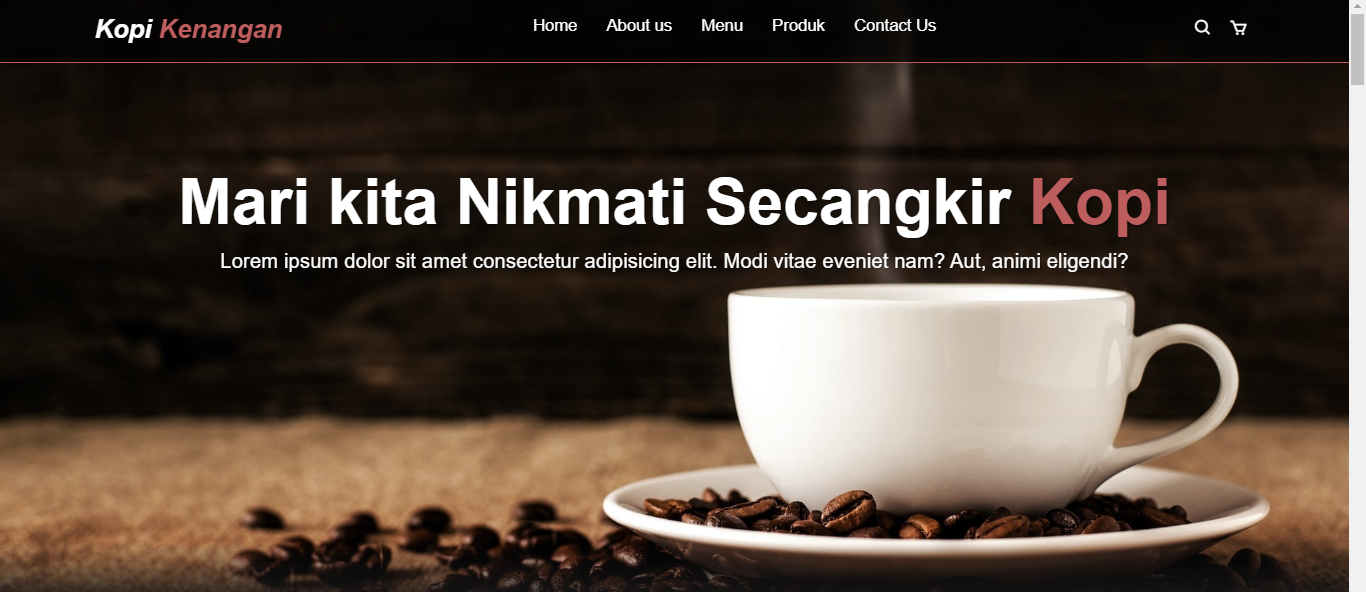 Kopi Kenangan
Home About us Menu Produk Contact Us
Mari kita Nikmati Secangkir Kopi
Lorem ipsum dolor sit amet consectetur adipisicing elit. Modi vitae eveniet nam? Aut, animi eligendi?